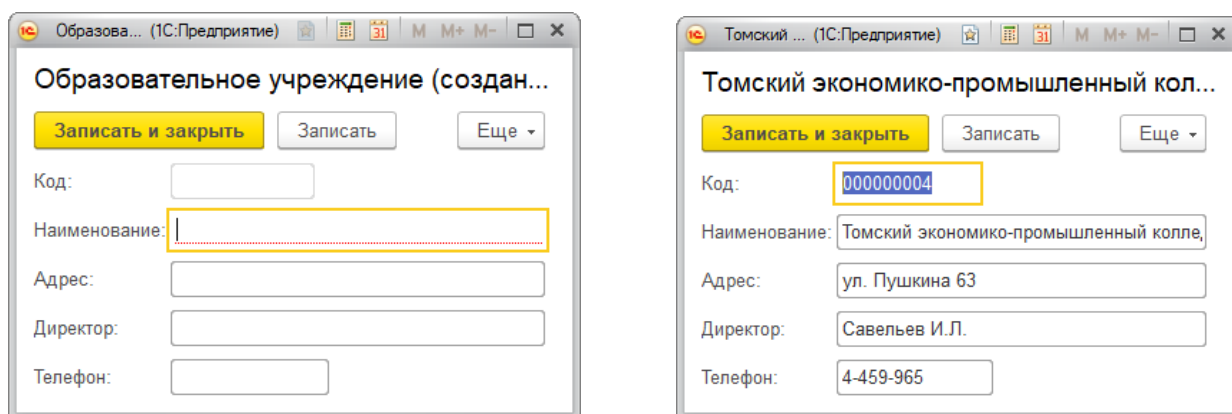 Образова... (1С:Предприятие) 31 M M+ M-
Образовательное учреждение (создан...
Записать и закрыть Записать Еще
Код:
Наименование:
Адрес:
Директор:
Телефон:
Томский ... (1С:Предприятие) 31 M M+ M-
Томский экономико-промышленный кол...
Записать и закрыть Записать Еще
Код: 000000004
Наименование: Томский экономико-промышленный колле
Адрес: ул. Пушкина 63
Директор: Савельев И.Л.
Телефон: 4-459-965